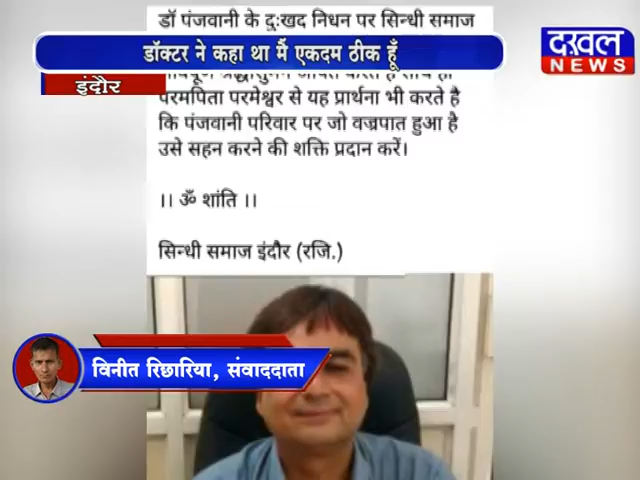 डॉ पंजवानी के दुःखद निधन पर सिन्धी समाज
डॉक्टर ने कहा था मैं एकदम ठीक हूँ
दख़ल
NEWS
इंदौर
परमपिता परमेश्वर से यह प्रार्थना भी करते है
कि पंजवानी परिवार पर जो वज्रपात हुआ है
उसे सहन करने की शक्ति प्रदान करें।
।। ॐ शांति ।।
सिन्धी समाज इंदौर (रजि.)
विनीत रिछारिया, संवाददाता